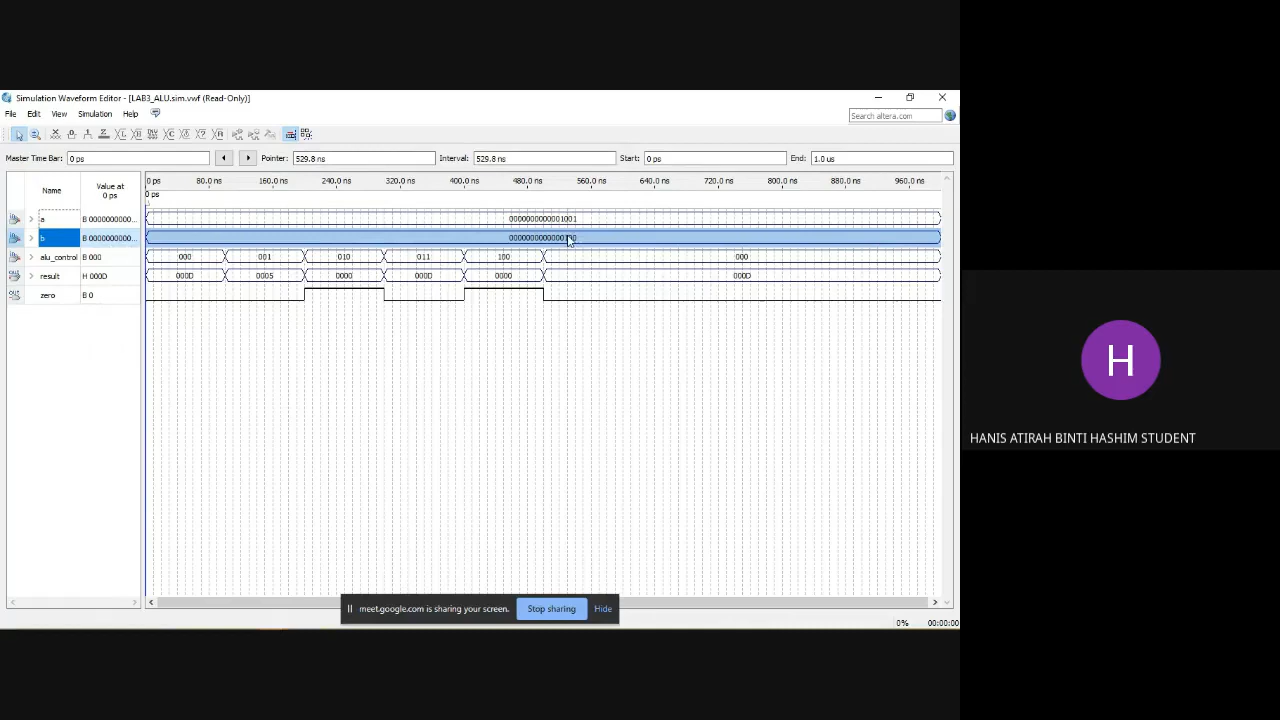 Simulation Waveform Editor - [LAB3_ALU.sim.vwf (Read-Only)]
File Edit View Simulation Help
Search altera.com
Master Time Bar: 0 ps Pointer: 529.8 ns Interval: 529.8 ns Start: 0 ps End: 1.0 us
Name Value at 0 ps
0 ps 80.0 ns 160.0 ns 240.0 ns 320.0 ns 400.0 ns 480.0 ns 560.0 ns 640.0 ns 720.0 ns 800.0 ns 880.0 ns 960.0 ns
0 ps
a B 0000000000... 0000000000001001
b B 0000000000...
alu_control B 000 000 001 010 011 100 000
result H 000D 000D 0005 0000 000D 0000 000D
zero B 0
HANIS ATIRAH BINTI HASHIM STUDENT
H
meet.google.com is sharing your screen. Stop sharing Hide
0% 00:00:00